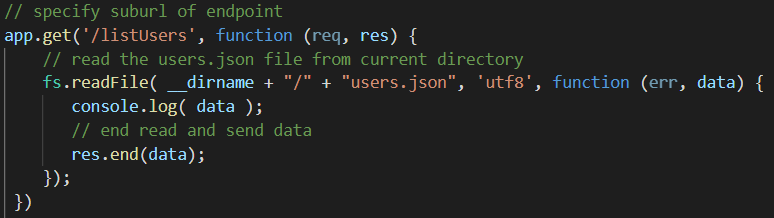 // specify suburl of endpoint
app.get('/listUsers', function (req, res) {
    // read the users.json file from current directory
    fs.readFile( __dirname + "/" + "users.json", 'utf8', function (err, data) {
       console.log( data );
       // end read and send data
       res.end(data);
    });
 })